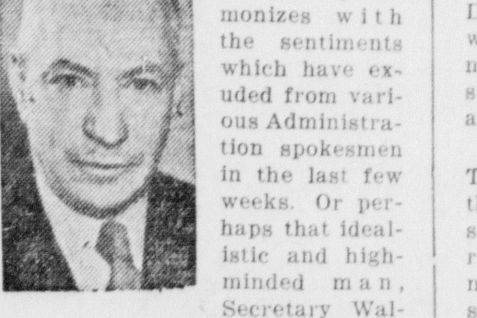 monizes with
the sentiments
which have ex-
uded from vari-
ous Administra-
tion spokesmen
in the last few
weeks. Or per-
haps that ideal-
istic and high-
minded man,
Secretary Wal-